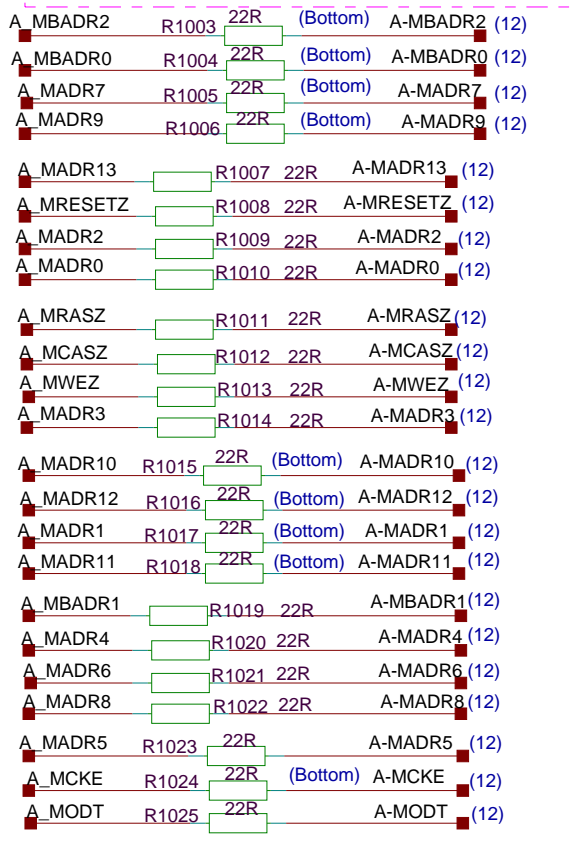 A_MBADR2 R1003 22R (Bottom) A-MBADR2 (12)
A_MBADR0 R1004 22R (Bottom) A-MBADR0 (12)
A_MADR7 R1005 22R (Bottom) A-MADR7 (12)
A_MADR9 R1006 22R (Bottom) A-MADR9 (12)
A_MADR13 R1007 22R A-MADR13 (12)
A_MRESETZ R1008 22R A-MRESETZ (12)
A_MADR2 R1009 22R A-MADR2 (12)
A_MADR0 R1010 22R A-MADR0 (12)
A_MRASZ R1011 22R A-MRASZ (12)
A_MCASZ R1012 22R A-MCASZ (12)
A_MWEZ R1013 22R A-MWEZ (12)
A_MADR3 R1014 22R A-MADR3 (12)
A_MADR10 R1015 22R (Bottom) A-MADR10 (12)
A_MADR12 R1016 22R (Bottom) A-MADR12 (12)
A_MADR1 R1017 22R (Bottom) A-MADR1 (12)
A_MADR11 R1018 22R (Bottom) A-MADR11 (12)
A_MBADR1 R1019 22R A-MBADR1 (12)
A_MADR4 R1020 22R A-MADR4 (12)
A_MADR6 R1021 22R A-MADR6 (12)
A_MADR8 R1022 22R A-MADR8 (12)
A_MADR5 R1023 22R A-MADR5 (12)
A_MCKE R1024 22R (Bottom) A-MCKE (12)
A_MODT R1025 22R A-MODT (12)